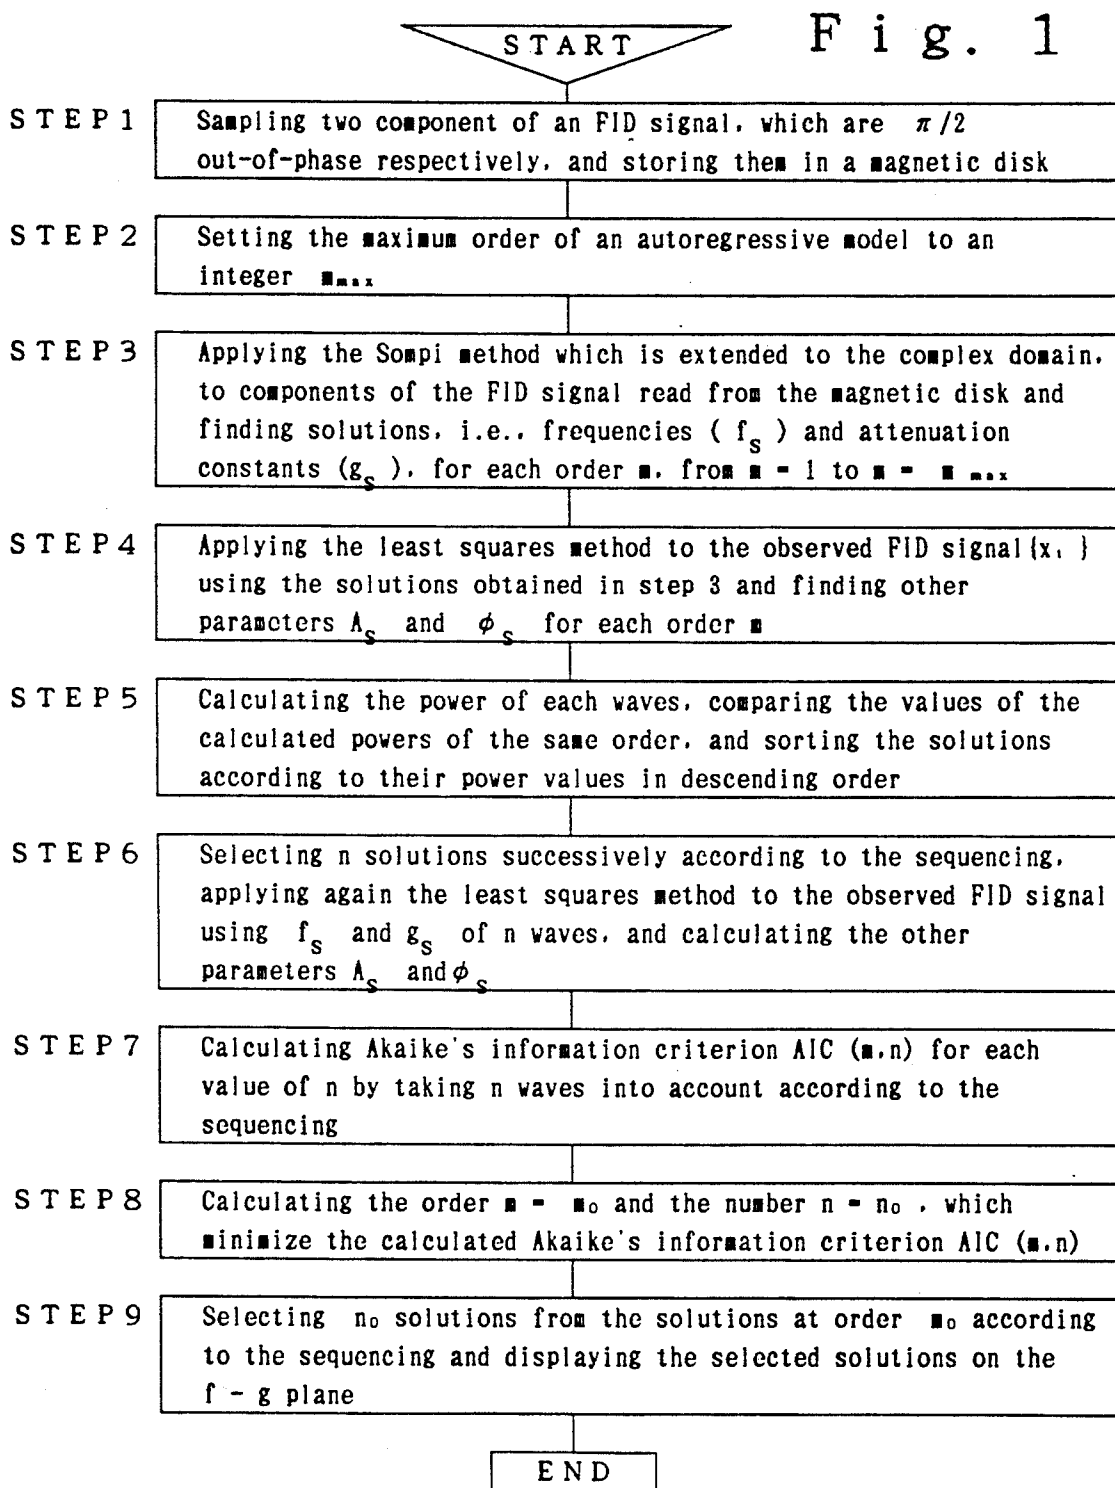 Fig. 1
START
STEP1
Sampling two component of an FID signal, which are π/2
out-of-phase respectively, and storing them in a magnetic disk
STEP2
Setting the maximum order of an autoregressive model to an
integer mmax
STEP3
Applying the Sompi method which is extended to the complex domain,
to components of the FID signal read from the magnetic disk and
finding solutions, i.e., frequencies ( fs ) and attenuation
constants (gs ), for each order m, from m = 1 to m = m max
STEP4
Applying the least squares method to the observed FID signal {xt }
using the solutions obtained in step 3 and finding other
parameters As and φs for each order m
STEP5
Calculating the power of each waves, comparing the values of the
calculated powers of the same order, and sorting the solutions
according to their power values in descending order
STEP6
Selecting n solutions successively according to the sequencing,
applying again the least squares method to the observed FID signal
using fs and gs of n waves, and calculating the other
parameters As and φs
STEP7
Calculating Akaike's information criterion AIC (m,n) for each
value of n by taking n waves into account according to the
sequencing
STEP8
Calculating the order m = m0 and the number n = n0 , which
minimize the calculated Akaike's information criterion AIC (m,n)
STEP9
Selecting n0 solutions from the solutions at order m0 according
to the sequencing and displaying the selected solutions on the
f - g plane
END